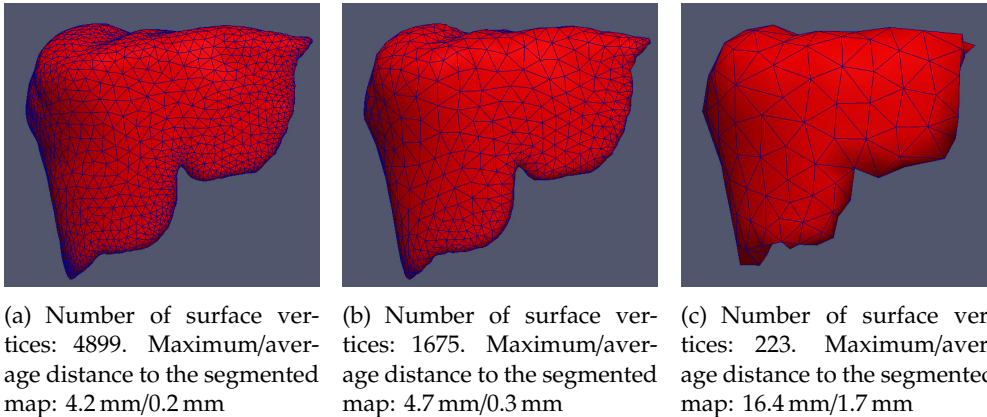 (a) Number of surface ver-
tices: 4899. Maximum/aver-
age distance to the segmented
map: 4.2 mm/0.2 mm
(b) Number of surface ver-
tices: 1675. Maximum/aver-
age distance to the segmented
map: 4.7 mm/0.3 mm
(c) Number of surface ver
tices: 223. Maximum/aver
age distance to the segmented
map: 16.4 mm/1.7 mm